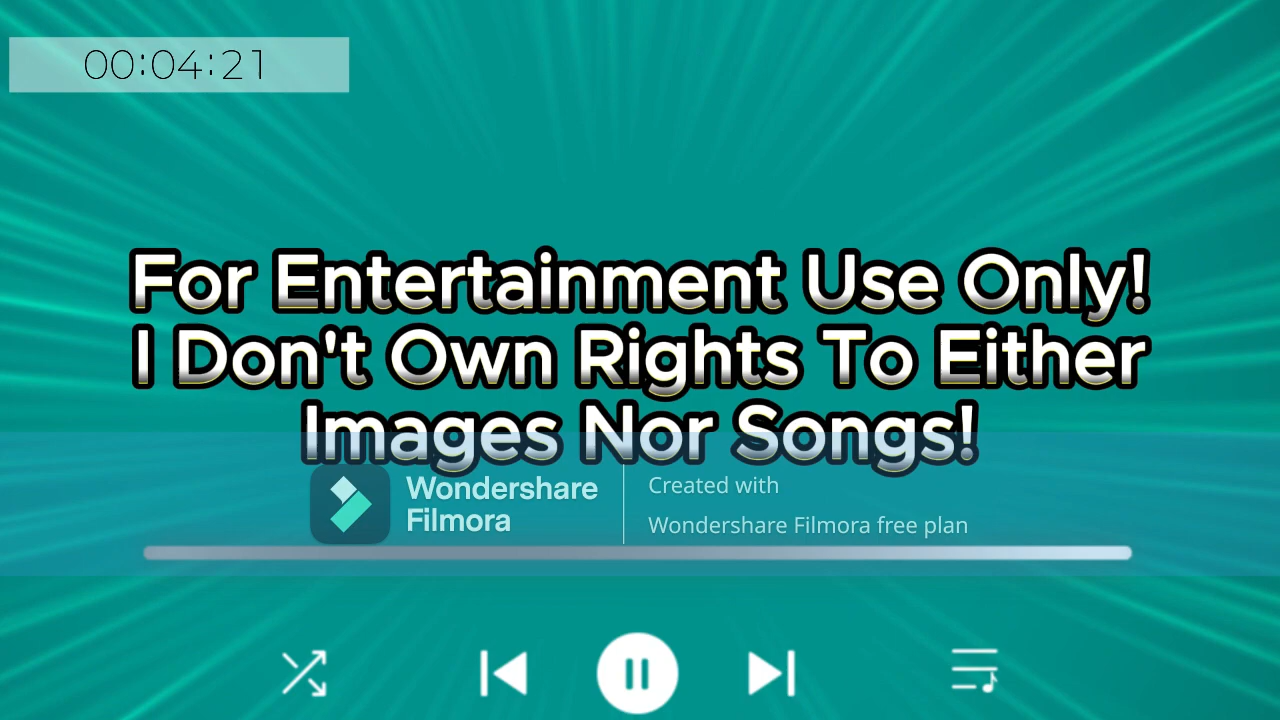 00:04:21
For Entertainment Use Only!
I Don't Own Rights To Either
Images Nor Songs!
Wondershare
Filmora
Created with
Wondershare Filmora free plan